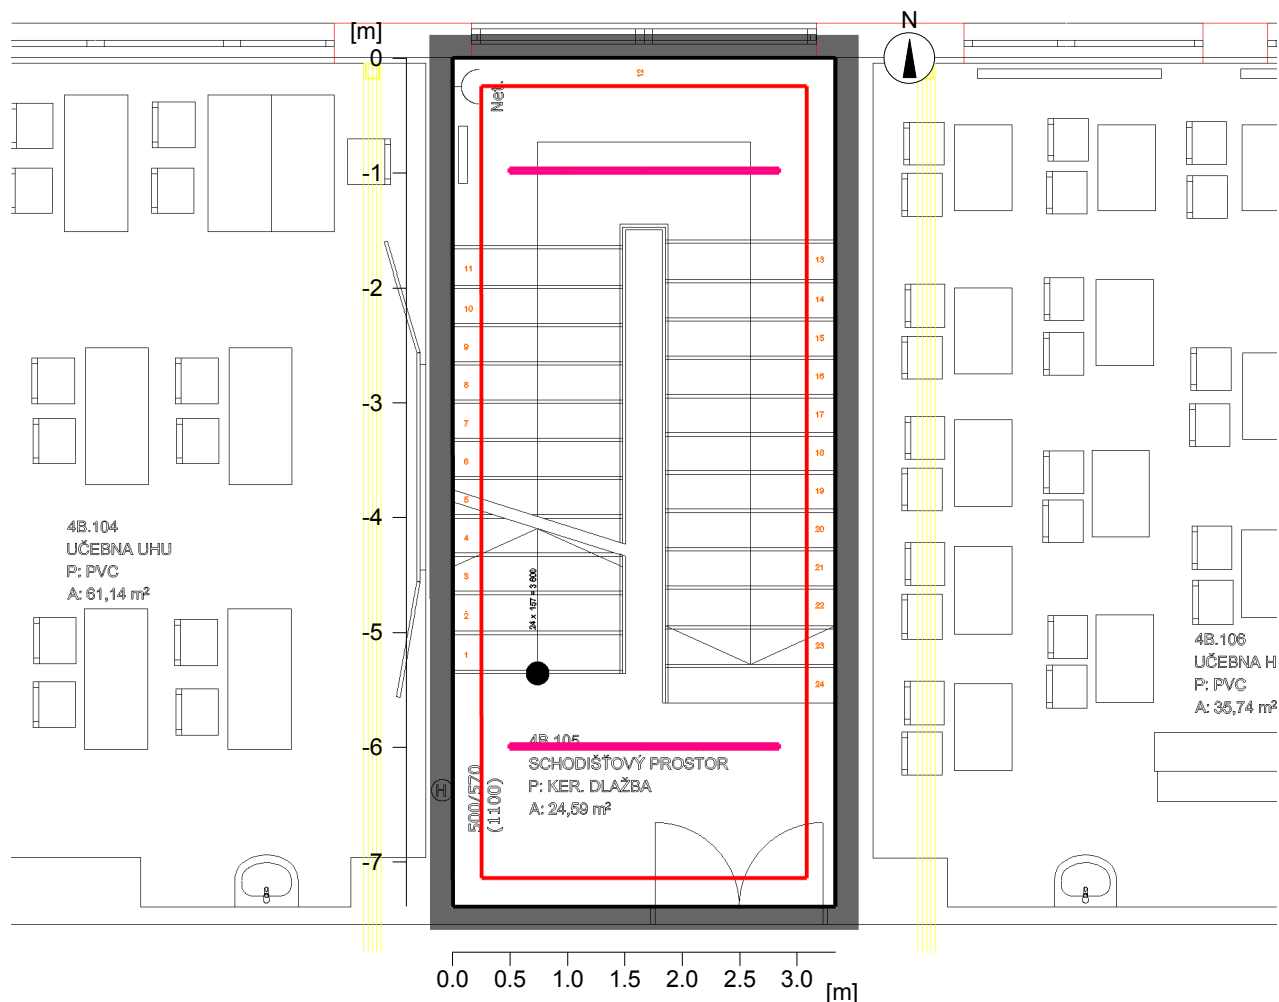 [m]
N
0
12
Net.
-1
11
13
10
14
-2
9
15
8
16
-3
7
17
6
18
5
19
-4
4
20
3
21
2
22
1
23
24
-5
24 x 157 = 3 600
4B.104
UČEBNA UHU
P: PVC
A: 61,14 m²
4B.106
UČEBNA H
P: PVC
A: 35,74 m²
-6
4B.105
SCHODIŠŤOVÝ PROSTOR
P: KER. DLAŽBA
A: 24,59 m²
H
500/570
(1100)
-7
0.0 0.5 1.0 1.5 2.0 2.5 3.0
[m]